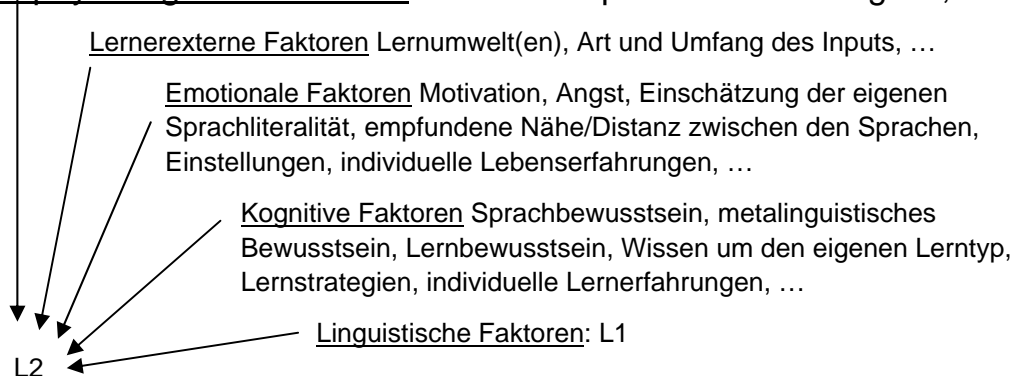 Lernerexterne Faktoren Lernumwelt(en), Art und Umfang des Inputs, …
Emotionale Faktoren Motivation, Angst, Einschätzung der eigenen
Sprachliteralität, empfundene Nähe/Distanz zwischen den Sprachen,
Einstellungen, individuelle Lebenserfahrungen, …
Kognitive Faktoren Sprachbewusstsein, metalinguistisches
Bewusstsein, Lernbewusstsein, Wissen um den eigenen Lerntyp,
Lernstrategien, individuelle Lernerfahrungen, …
Linguistische Faktoren: L1
L2